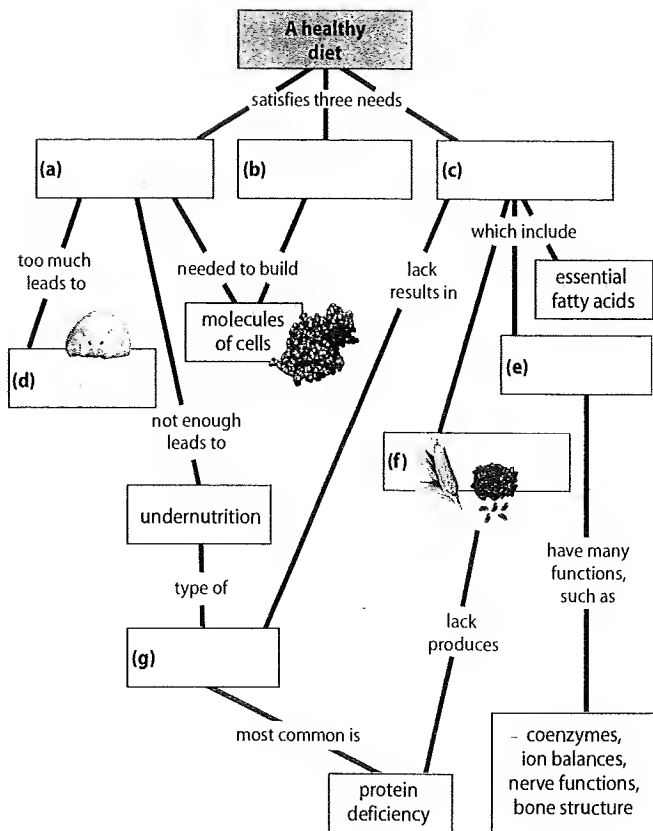 A healthy
diet
satisfies three needs
(a)
(b)
(c)
which include
too much
leads to
needed to build
lack
results in
essential
fatty acids
molecules
of cells
(d)
(e)
not enough
leads to
(f)
undernutrition
type of
have many
functions,
such as
lack
produces
(g)
most common is
coenzymes,
ion balances,
nerve functions,
bone structure
protein
deficiency